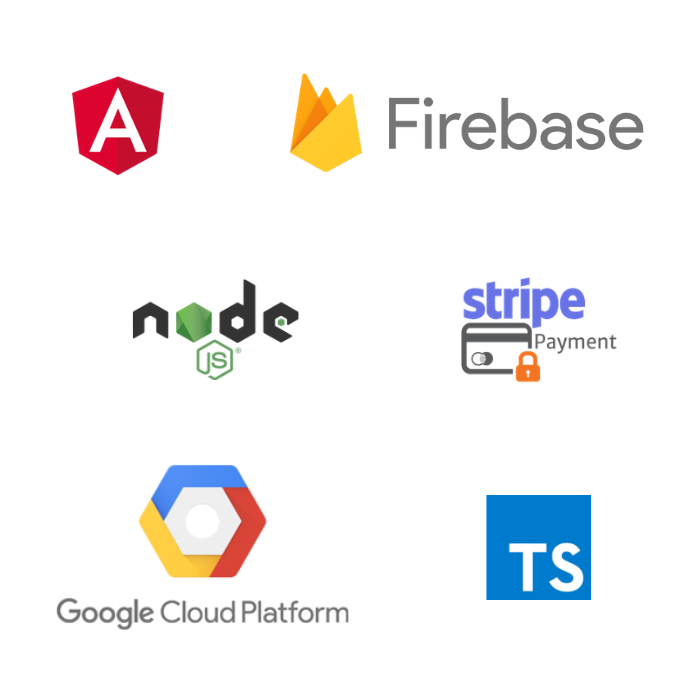 A
Firebase
node
JS®
stripe
Payment
Google Cloud Platform
TS